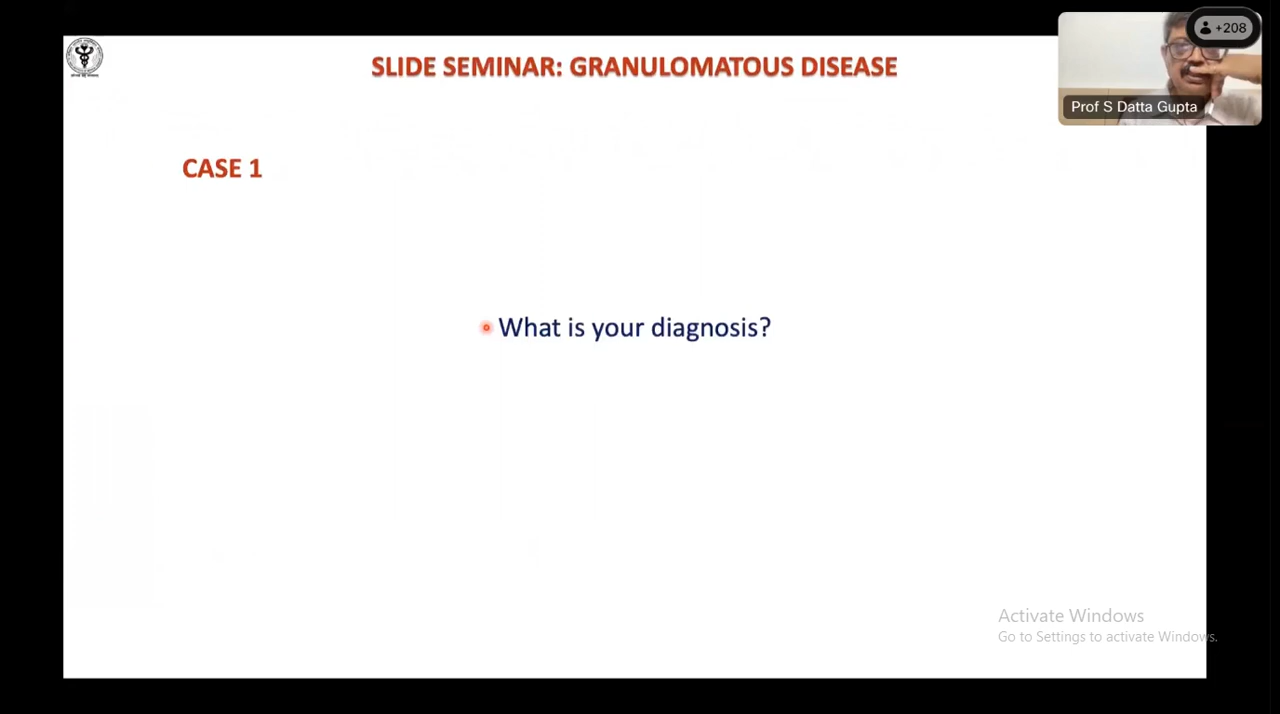 SLIDE SEMINAR: GRANULOMATOUS DISEASE
+208
Prof S Datta Gupta
CASE 1
What is your diagnosis?
Activate Windows
Go to Settings to activate Windows.